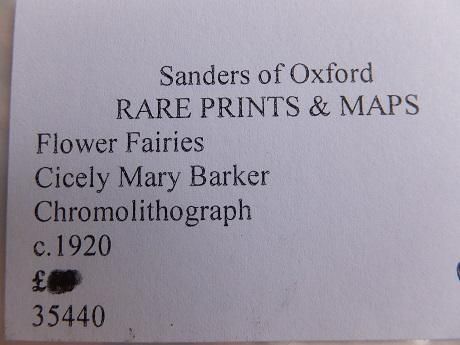 Sanders of Oxford
RARE PRINTS & MAPS
Flower Fairies
Cicely Mary Barker
Chromolithograph
c.1920
£
35440